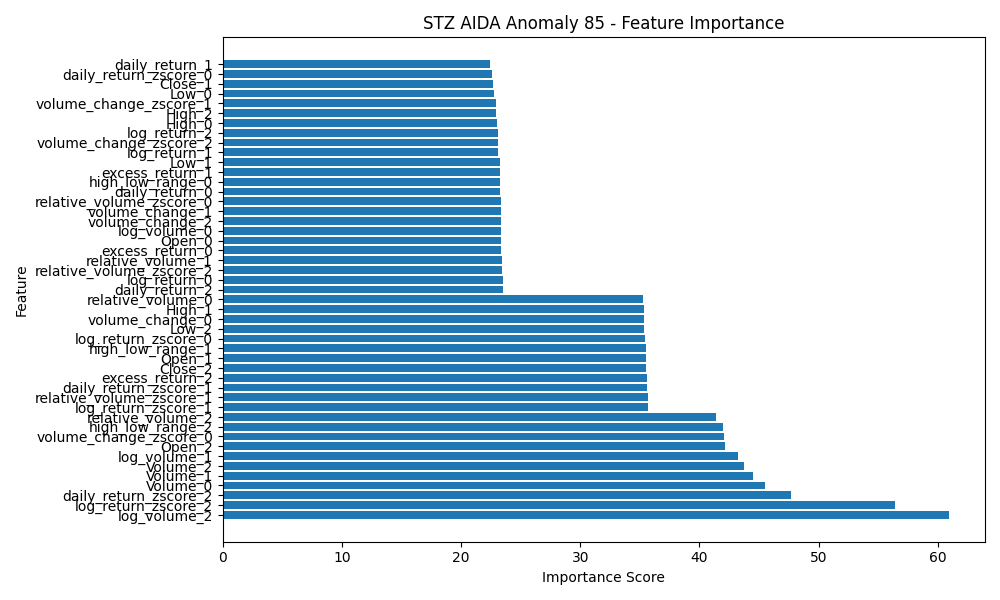 STZ AIDA Anomaly 85 - Feature Importance
daily_return_1
daily_return_zscore_0
Close_1
Low_0
volume_change_zscore_1
High_2
High_0
log_return_2
volume_change_zscore_2
log_return_1
Low_1
excess_return_1
high_low_range_0
daily_return_0
relative_volume_zscore_0
volume_change_1
volume_change_2
log_volume_0
Open_0
excess_return_0
relative_volume_1
relative_volume_zscore_2
log_return_0
daily_return_2
relative_volume_0
High_1
volume_change_0
Low_2
log_return_zscore_0
high_low_range_1
Open_1
Close_2
excess_return_2
daily_return_zscore_1
relative_volume_zscore_1
log_return_zscore_1
relative_volume_2
high_low_range_2
volume_change_zscore_0
Open_2
log_volume_1
Volume_2
Volume_1
Volume_0
daily_return_zscore_2
log_return_zscore_2
log_volume_2
Feature
0 10 20 30 40 50 60
Importance Score